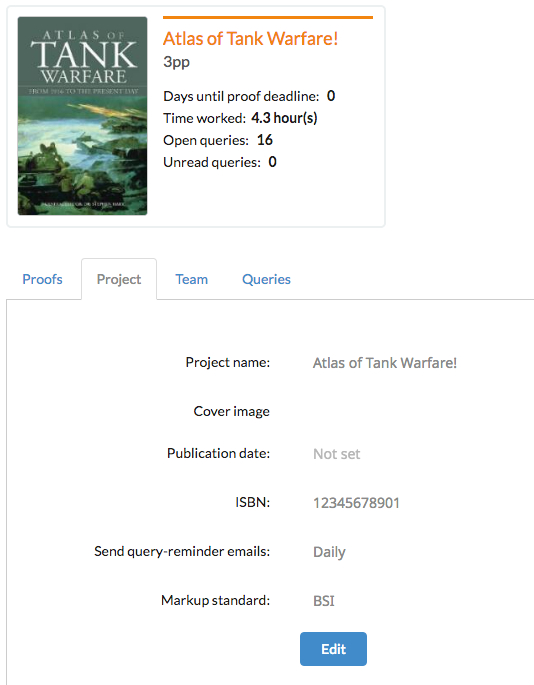 ATLAS OF
TANK
WARFARE
FROM 1916 TO THE PRESENT DAY
Atlas of Tank Warfare!
3pp
Days until proof deadline: 0
Time worked: 4.3 hour(s)
Open queries: 16
Unread queries: 0
Proofs
Project
Team
Queries
Project name: Atlas of Tank Warfare!
Cover image
Publication date: Not set
ISBN: 12345678901
Send query-reminder emails: Daily
Markup standard: BSI
Edit